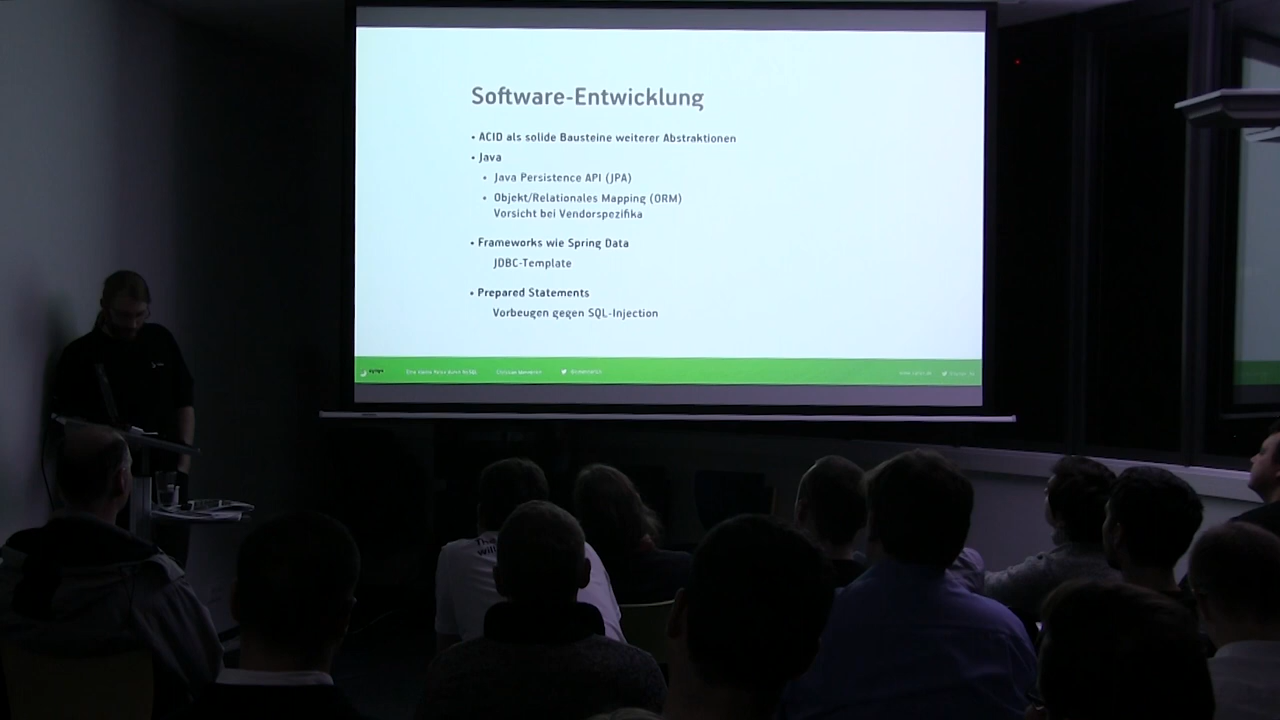 Software-Entwicklung
• ACID als solide Bausteine weiterer Abstraktionen
• Java
• Java Persistence API (JPA)
• Objekt/Relationales Mapping (ORM)
Vorsicht bei Vendorspezifika
• Frameworks wie Spring Data
JDBC-Template
• Prepared Statements
Vorbeugen gegen SQL-Injection